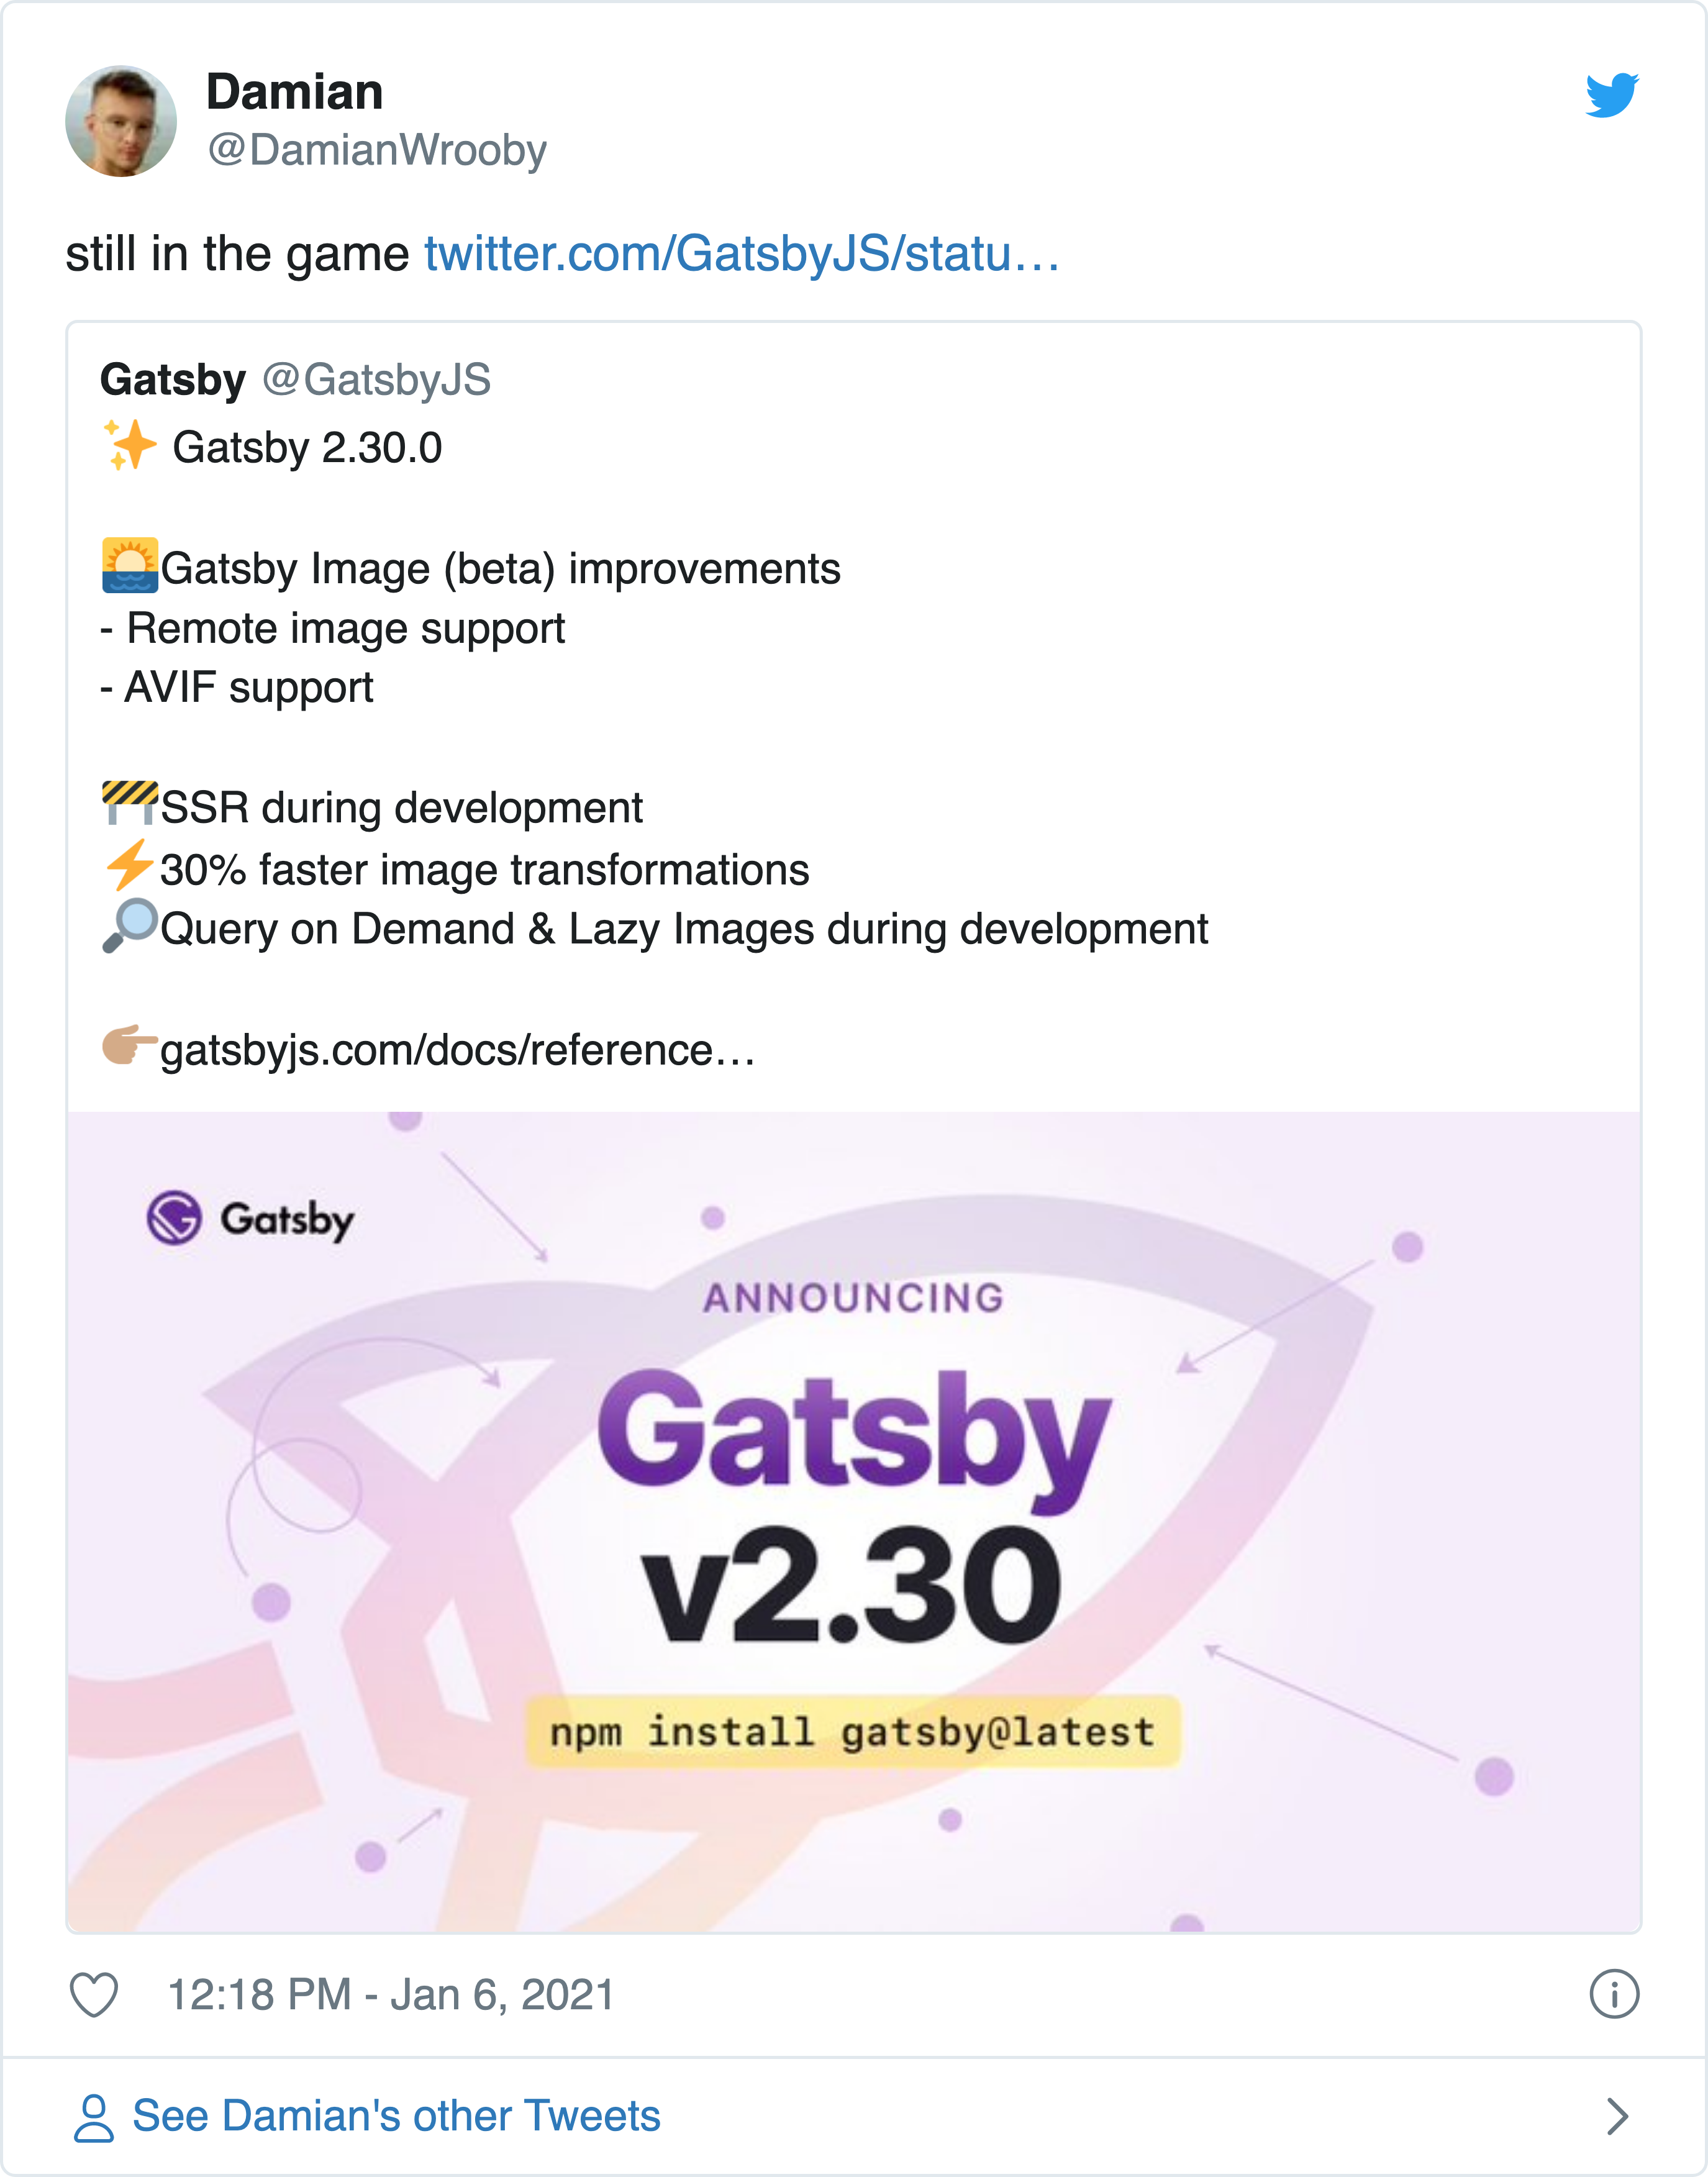 Damian
@DamianWrooby
still in the game twitter.com/GatsbyJS/statu…
Gatsby @GatsbyJS
✨ Gatsby 2.30.0
🌅Gatsby Image (beta) improvements
- Remote image support
- AVIF support
🚧SSR during development
⚡30% faster image transformations
🔎Query on Demand & Lazy Images during development
👉🏽gatsbyjs.com/docs/reference…
Gatsby
ANNOUNCING
Gatsby
v2.30
npm install gatsby@latest
12:18 PM - Jan 6, 2021
See Damian's other Tweets